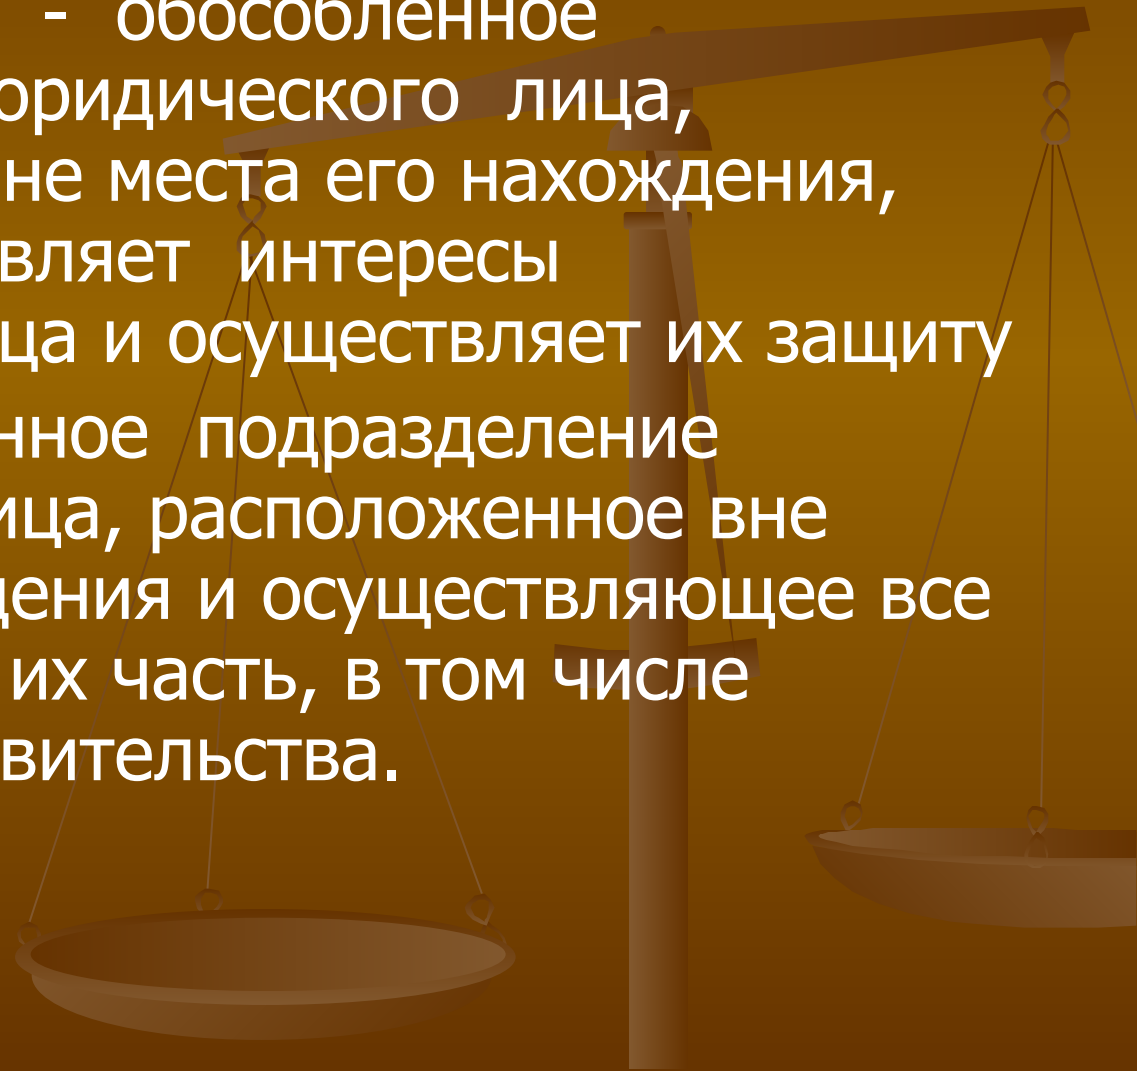 - обособленное
оридического лица,
не места его нахождения,
вляет интересы
ца и осуществляет их защиту
нное подразделение
ица, расположенное вне
дения и осуществляющее все
их часть, в том числе
вительства.